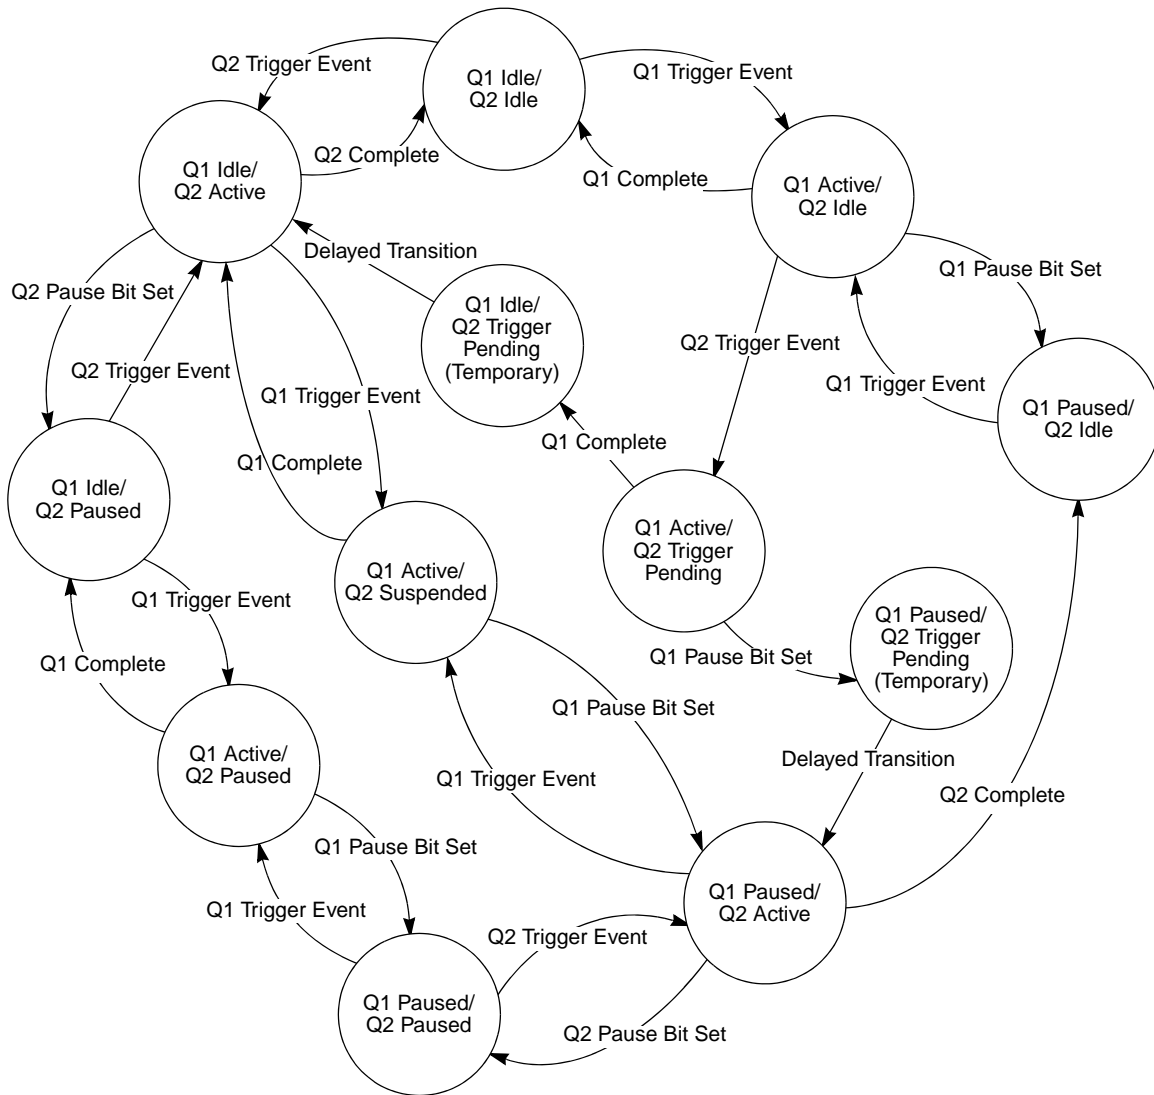 Q2 Trigger Event
Q1 Idle/
Q2 Idle
Q1 Trigger Event
Q1 Idle/
Q2 Active
Q2 Complete
Q1 Complete
Q1 Active/
Q2 Idle
Delayed Transition
Q2 Pause Bit Set
Q1 Pause Bit Set
Q1 Idle/
Q2 Trigger
Pending
(Temporary)
Q2 Trigger Event
Q2 Trigger Event
Q1 Trigger Event
Q1 Trigger Event
Q1 Paused/
Q2 Idle
Q1 Complete
Q1 Complete
Q1 Idle/
Q2 Paused
Q1 Active/
Q2 Trigger
Pending
Q1 Active/
Q2 Suspended
Q1 Trigger Event
Q1 Paused/
Q2 Trigger
Pending
(Temporary)
Q1 Complete
Q1 Pause Bit Set
Q1 Pause Bit Set
Q1 Active/
Q2 Paused
Q1 Trigger Event
Delayed Transition
Q2 Complete
Q1 Pause Bit Set
Q1 Paused/
Q2 Active
Q1 Trigger Event
Q2 Trigger Event
Q1 Paused/
Q2 Paused
Q2 Pause Bit Set